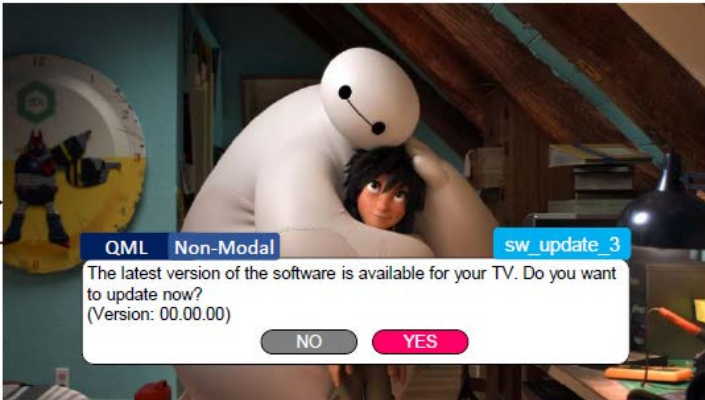 QML Non-Modal sw_update_3
The latest version of the software is available for your TV. Do you want
to update now?
(Version: 00.00.00)
NO YES